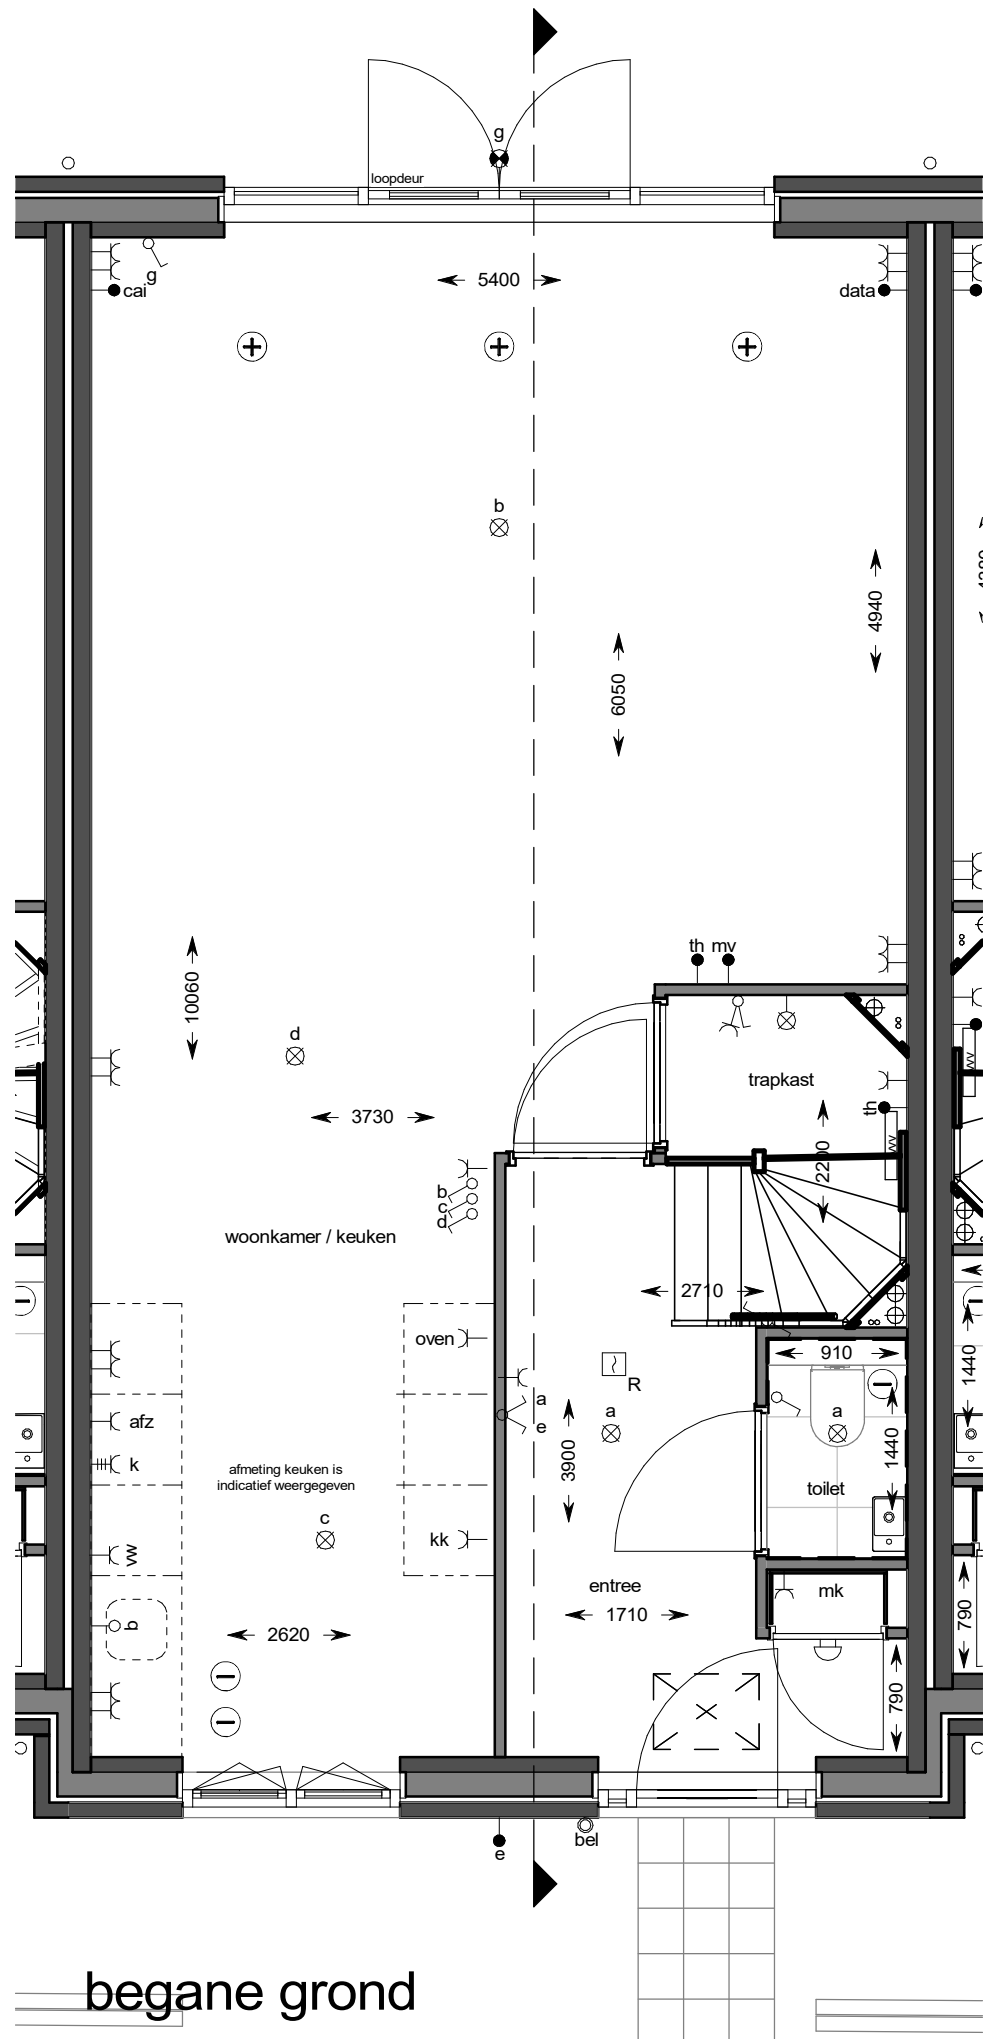 g
loopdeur
g
cai
5400
data
b
4940
6050
th mv
10060
d
trapkast
3730
th
2200
b
c
d
woonkamer / keuken
2710
oven
910
R
a
e
a
a
1440
1440
afz
k
3900
afmeting keuken is
indicatief weergegeven
toilet
c
kk
vw
entree
mk
1710
b
2620
790
790
bel
e
begane grond